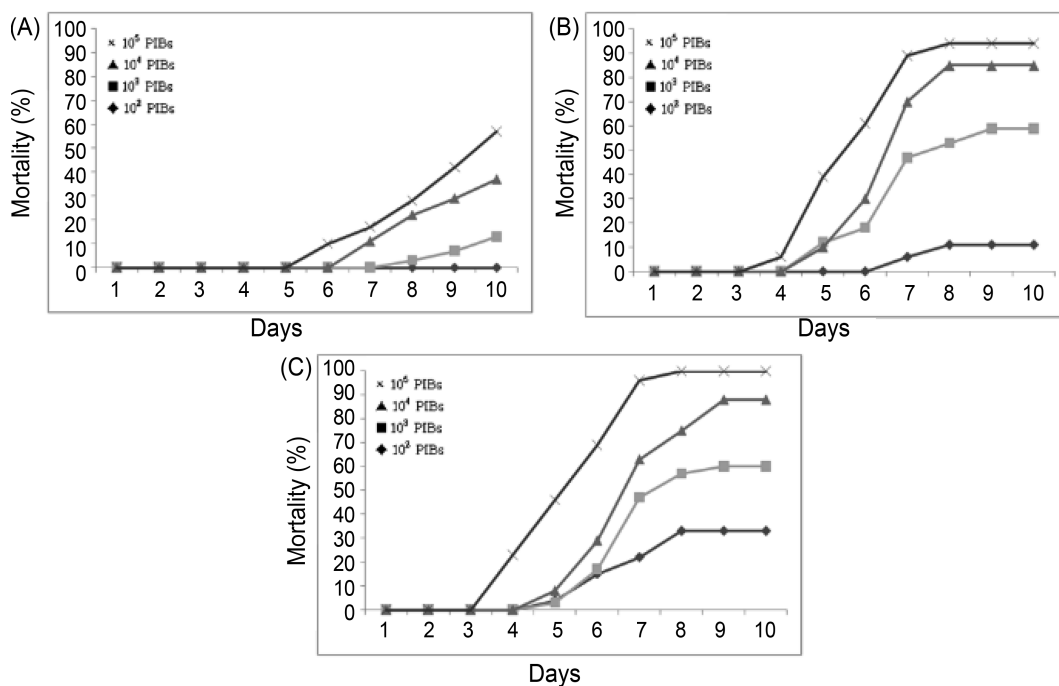 (A)
× 10⁵ PIBs
▲ 10⁴ PIBs
■ 10³ PIBs
◆ 10² PIBs
100
90
80
70
60
50
40
30
20
10
0
Mortality (%)
1 2 3 4 5 6 7 8 9 10
Days
(B)
× 10⁵ PIBs
▲ 10⁴ PIBs
■ 10³ PIBs
◆ 10² PIBs
100
90
80
70
60
50
40
30
20
10
0
Mortality (%)
1 2 3 4 5 6 7 8 9 10
Days
(C)
× 10⁵ PIBs
▲ 10⁴ PIBs
■ 10³ PIBs
◆ 10² PIBs
100
90
80
70
60
50
40
30
20
10
0
Mortality (%)
1 2 3 4 5 6 7 8 9 10
Days